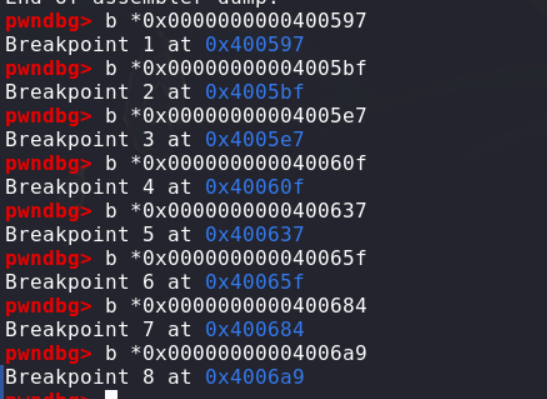 End of assembler dump.
pwndbg> b *0x0000000000400597
Breakpoint 1 at 0x400597
pwndbg> b *0x00000000004005bf
Breakpoint 2 at 0x4005bf
pwndbg> b *0x00000000004005e7
Breakpoint 3 at 0x4005e7
pwndbg> b *0x000000000040060f
Breakpoint 4 at 0x40060f
pwndbg> b *0x0000000000400637
Breakpoint 5 at 0x400637
pwndbg> b *0x000000000040065f
Breakpoint 6 at 0x40065f
pwndbg> b *0x0000000000400684
Breakpoint 7 at 0x400684
pwndbg> b *0x00000000004006a9
Breakpoint 8 at 0x4006a9